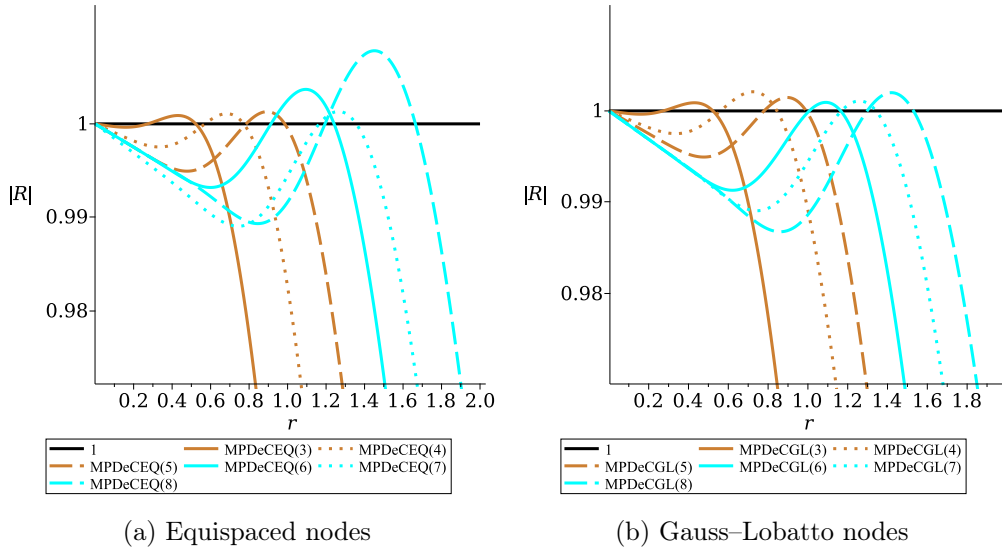 1
|R|
0.99
0.98
0.2 0.4 0.6 0.8 1.0 1.2 1.4 1.6 1.8 2.0
r
1 MPDeCEQ(3) MPDeCEQ(4)
MPDeCEQ(5) MPDeCEQ(6) MPDeCEQ(7)
MPDeCEQ(8)
(a) Equispaced nodes
1
|R|
0.99
0.98
0.2 0.4 0.6 0.8 1.0 1.2 1.4 1.6 1.8
r
1 MPDeCGL(3) MPDeCGL(4)
MPDeCGL(5) MPDeCGL(6) MPDeCGL(7)
MPDeCGL(8)
(b) Gauss–Lobatto nodes